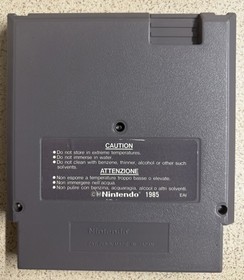 CAUTION
●Do not store in extreme temperatures.
●Do not immerse in water.
●Do not clean with benzene, thinner, alcohol or other such
solvents.
ATTENZIONE
●Non esporre a temperature troppo basse o elevate.
●Non immergere nell'acqua.
●Non pulire con benzina, acquaragia, alcool o altri solventi.
© Nintendo 1985
EN
Nintendo